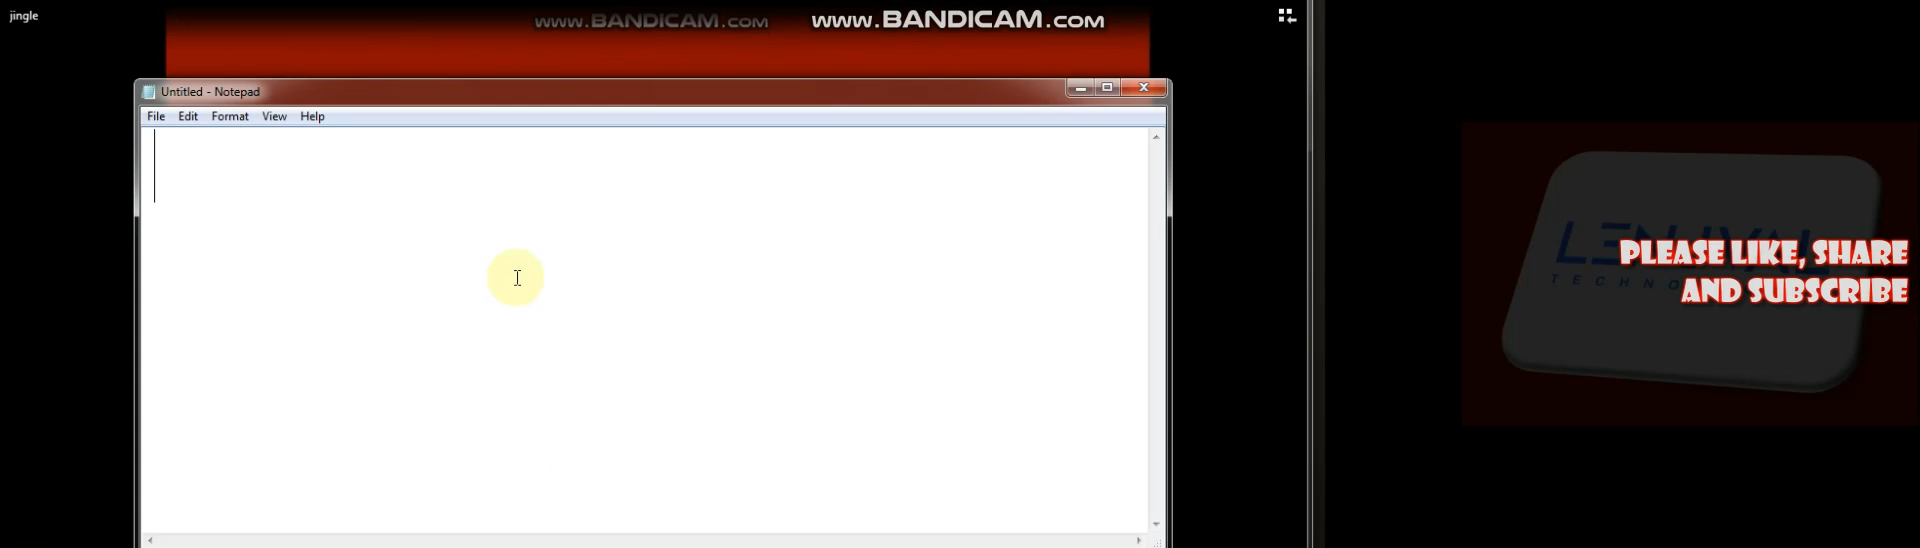 jingle
www.BANDICAM.com
www.BANDICAM.com
Untitled - Notepad
File Edit Format View Help
PLEASE LIKE, SHARE
AND SUBSCRIBE